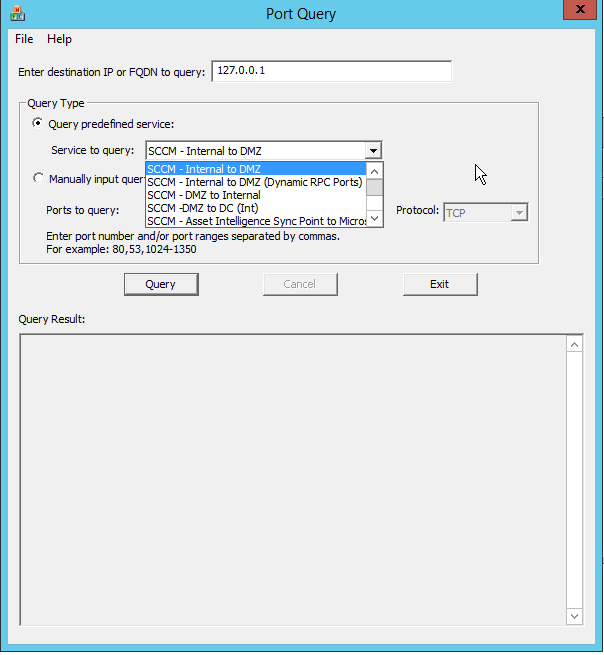 Port Query
x
File Help
Enter destination IP or FQDN to query: 127.0.0.1
Query Type
Query predefined service:
Service to query: SCCM - Internal to DMZ
SCCM - Internal to DMZ
SCCM - Internal to DMZ (Dynamic RPC Ports)
Manually input quer
SCCM - DMZ to Internal
Ports to query: SCCM -DMZ to DC (Int) Protocol: TCP
SCCM - Asset Intelligence Sync Point to Micros
Enter port number and/or port ranges separated by commas.
For example: 80,53,1024-1350
Query Cancel Exit
Query Result: